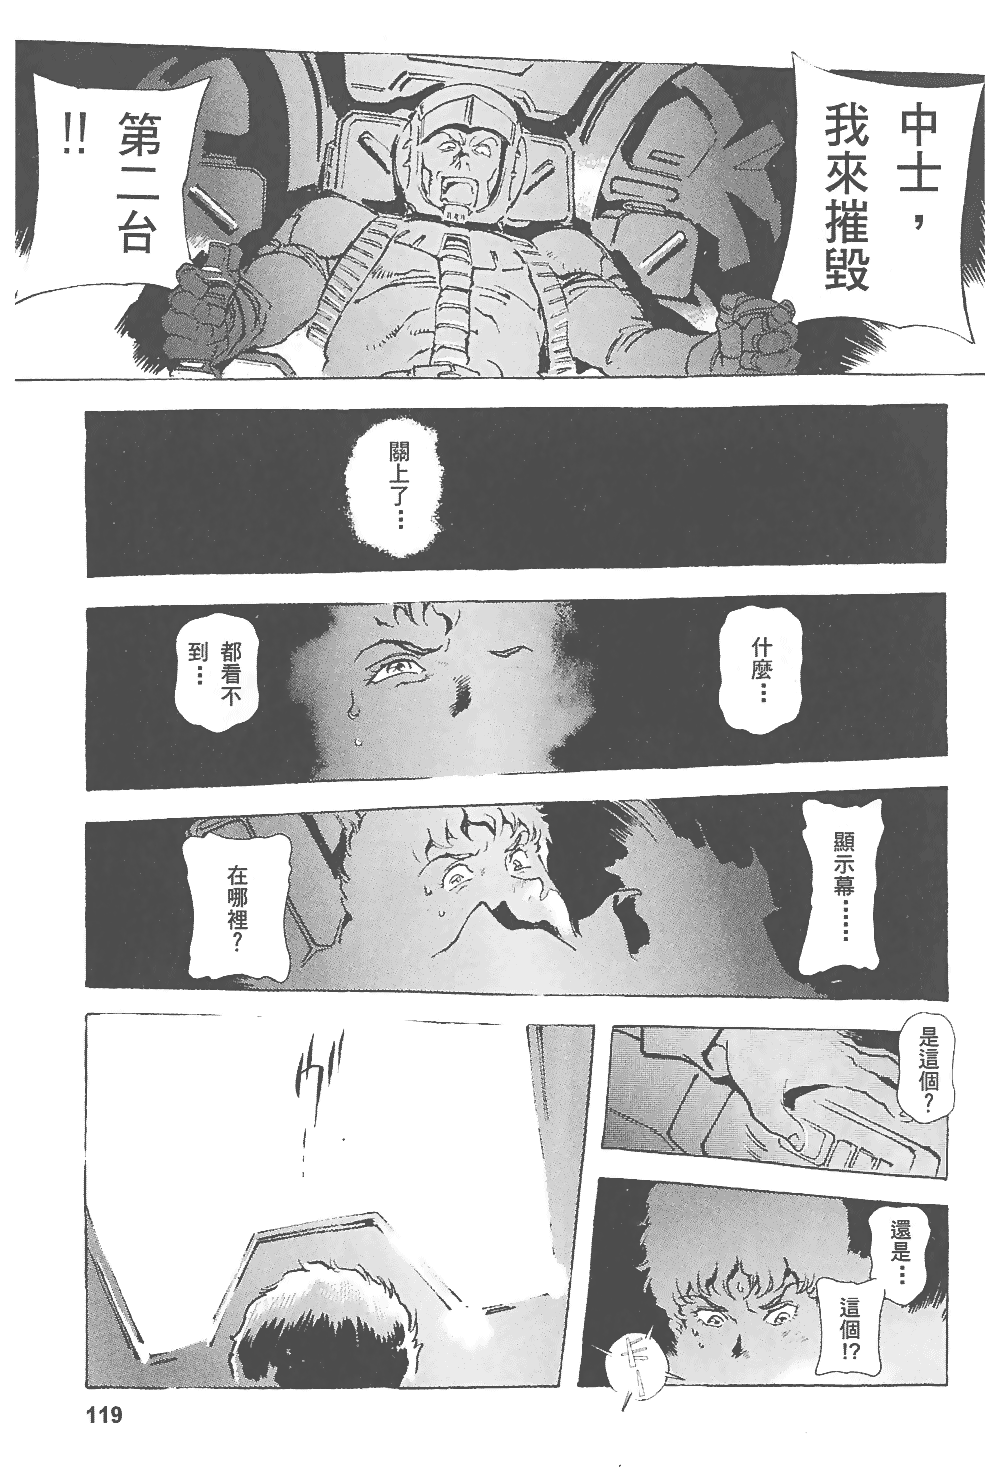 中士，
我來摧毀
第二台
!!
關上了…
什麼…
都看不
到…
顯示幕……
在哪裡?
是這個?
還是…
這個!?
119